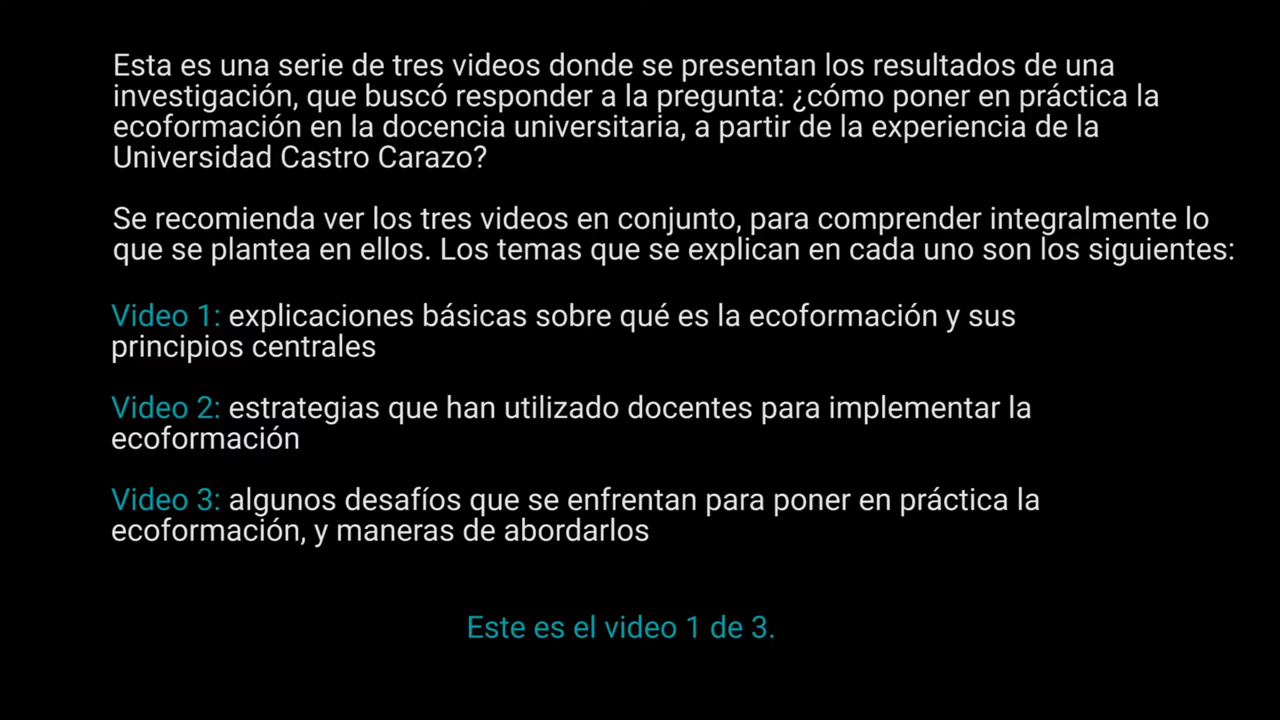 Esta es una serie de tres videos donde se presentan los resultados de una
investigación, que buscó responder a la pregunta: ¿cómo poner en práctica la
ecoformación en la docencia universitaria, a partir de la experiencia de la
Universidad Castro Carazo?
Se recomienda ver los tres videos en conjunto, para comprender integralmente lo
que se plantea en ellos. Los temas que se explican en cada uno son los siguientes:
Video 1: explicaciones básicas sobre qué es la ecoformación y sus
principios centrales
Video 2: estrategias que han utilizado docentes para implementar la
ecoformación
Video 3: algunos desafíos que se enfrentan para poner en práctica la
ecoformación, y maneras de abordarlos
Este es el video 1 de 3.